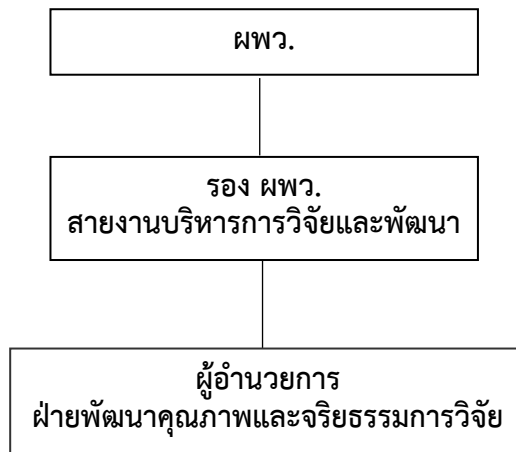 ผพว.
รอง ผพว.
สายงานบริหารการวิจัยและพัฒนา
ผู้อำนวยการ
ฝ่ายพัฒนาคุณภาพและจริยธรรมการวิจัย